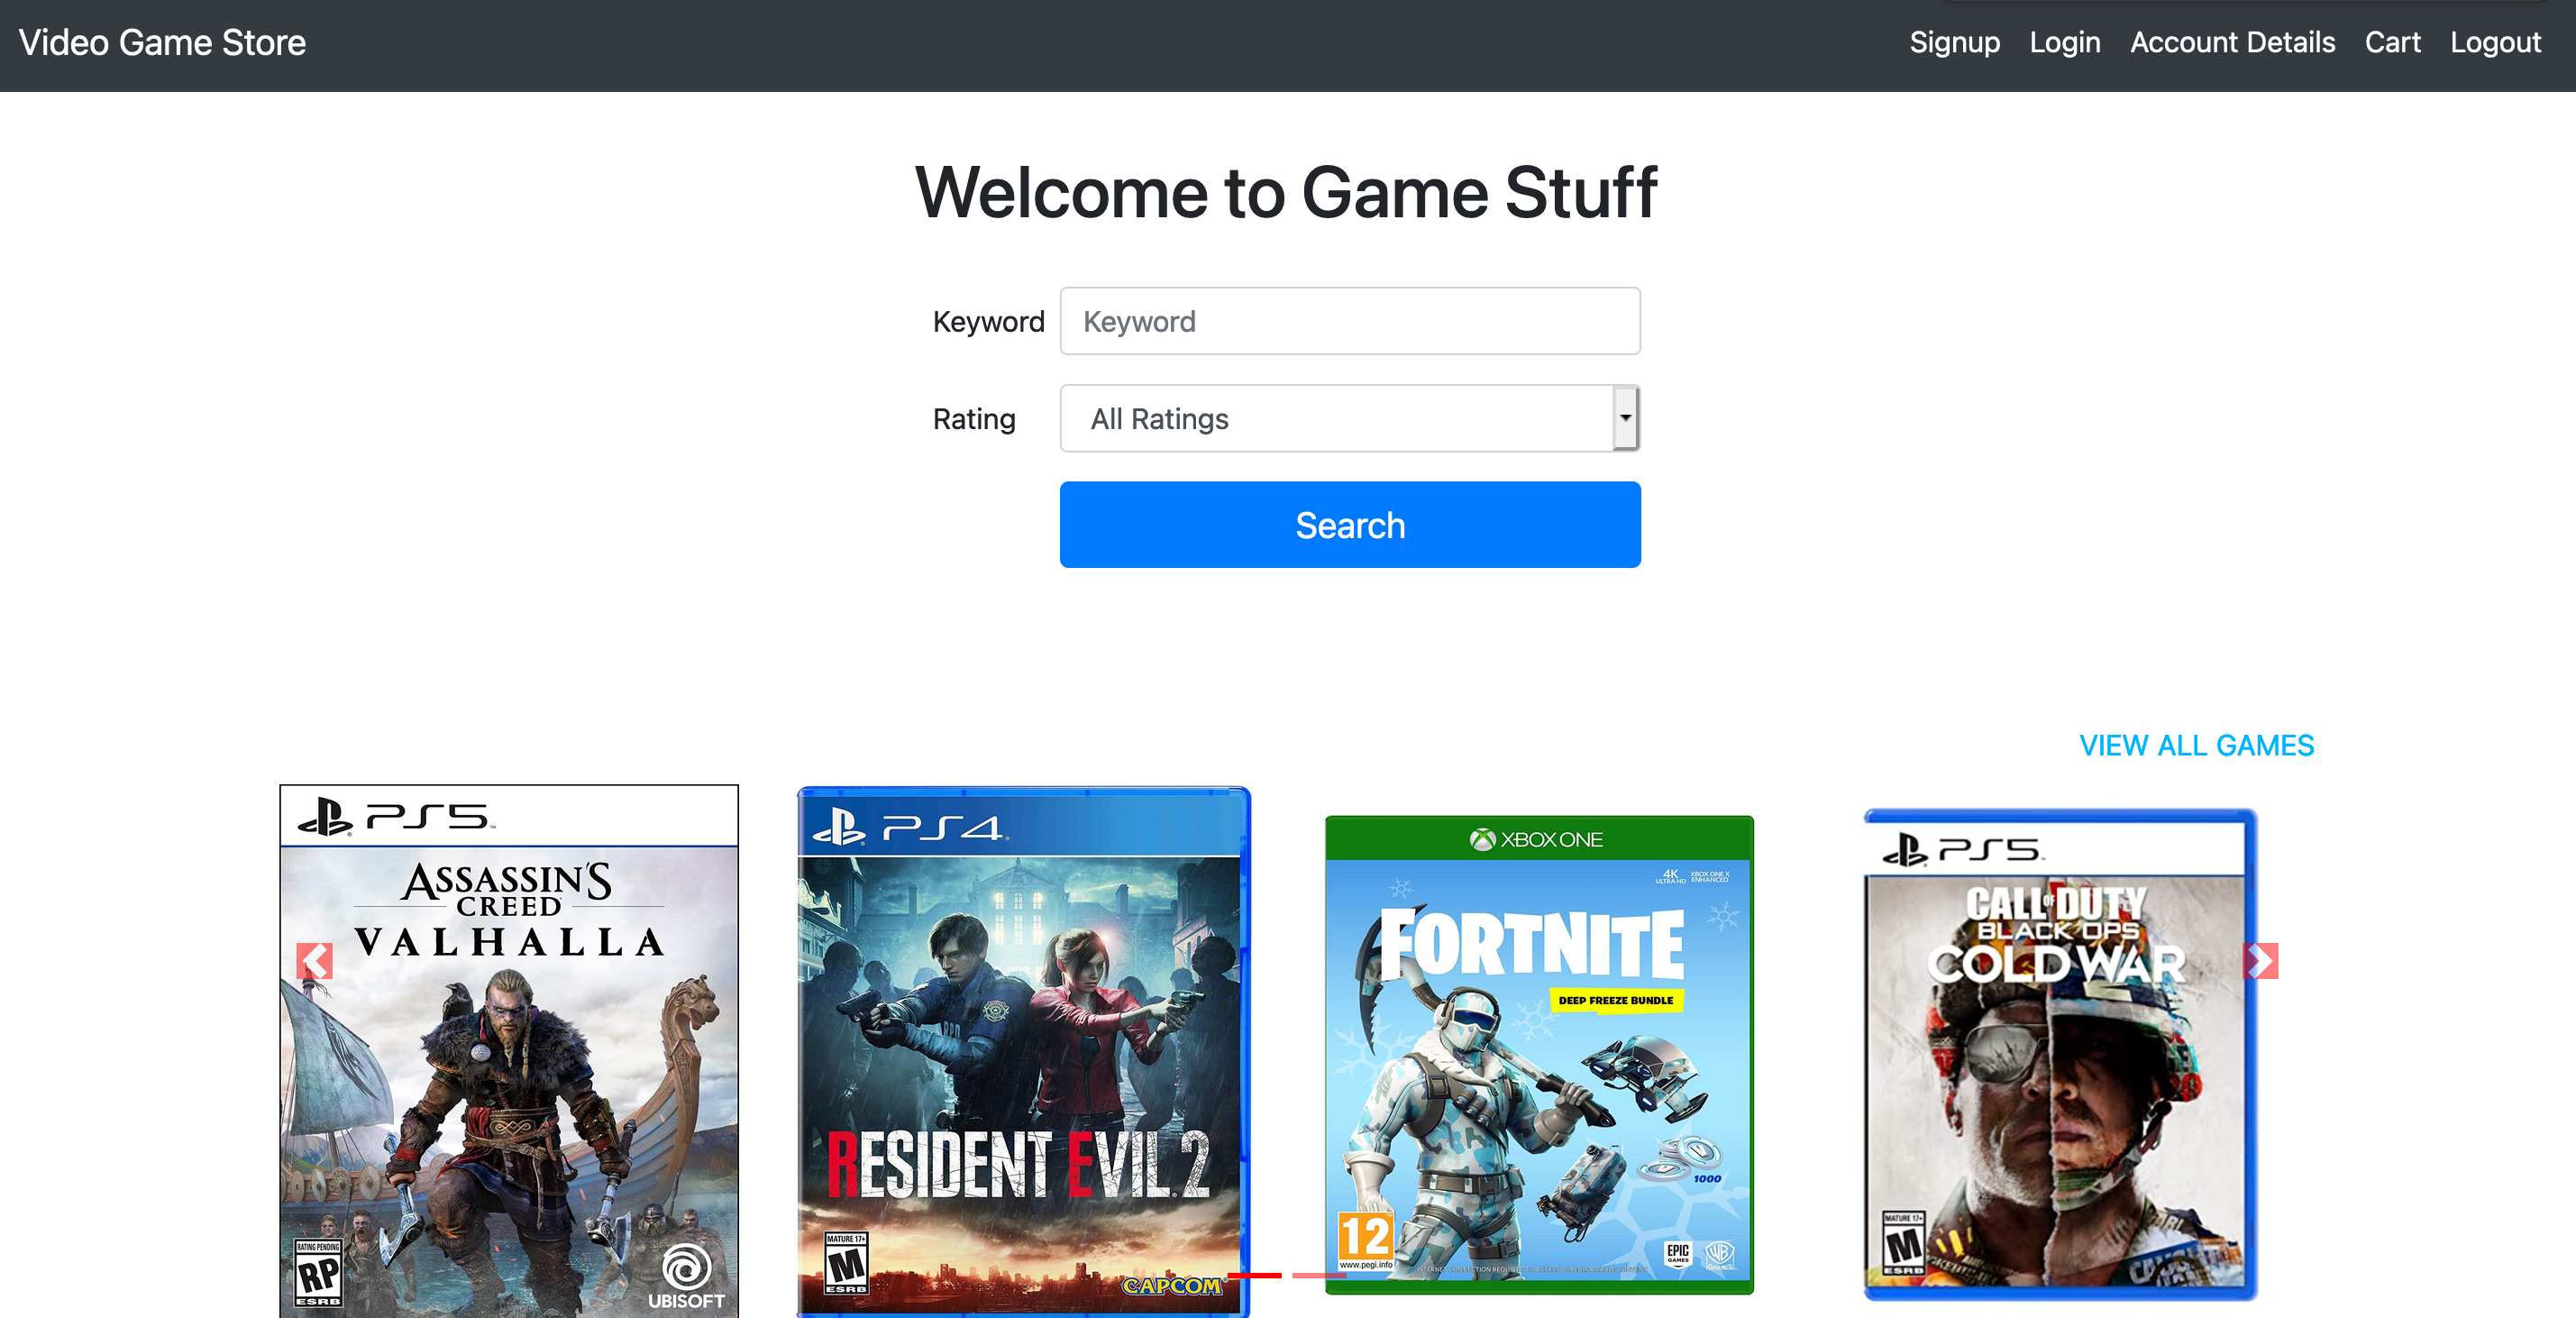 Video Game Store
Signup Login Account Details Cart Logout
Welcome to Game Stuff
Keyword Keyword
Rating All Ratings
Search
VIEW ALL GAMES
PS5
ASSASSIN'S
CREED
VALHALLA
RATING PENDING
RP
ESRB
UBISOFT
PS4
RESIDENT EVIL 2
MATURE 17+
M
ESRB
CAPCOM
XBOX ONE
4K
ULTRA HD
XBOX ONE X
ENHANCED
FORTNITE
DEEP FREEZE BUNDLE
1000
12
www.pegi.info
EPIC
GAMES
WB
GAMES
PS5
CALL OF DUTY
BLACK OPS
COLD WAR
MATURE 17+
M
ESRB